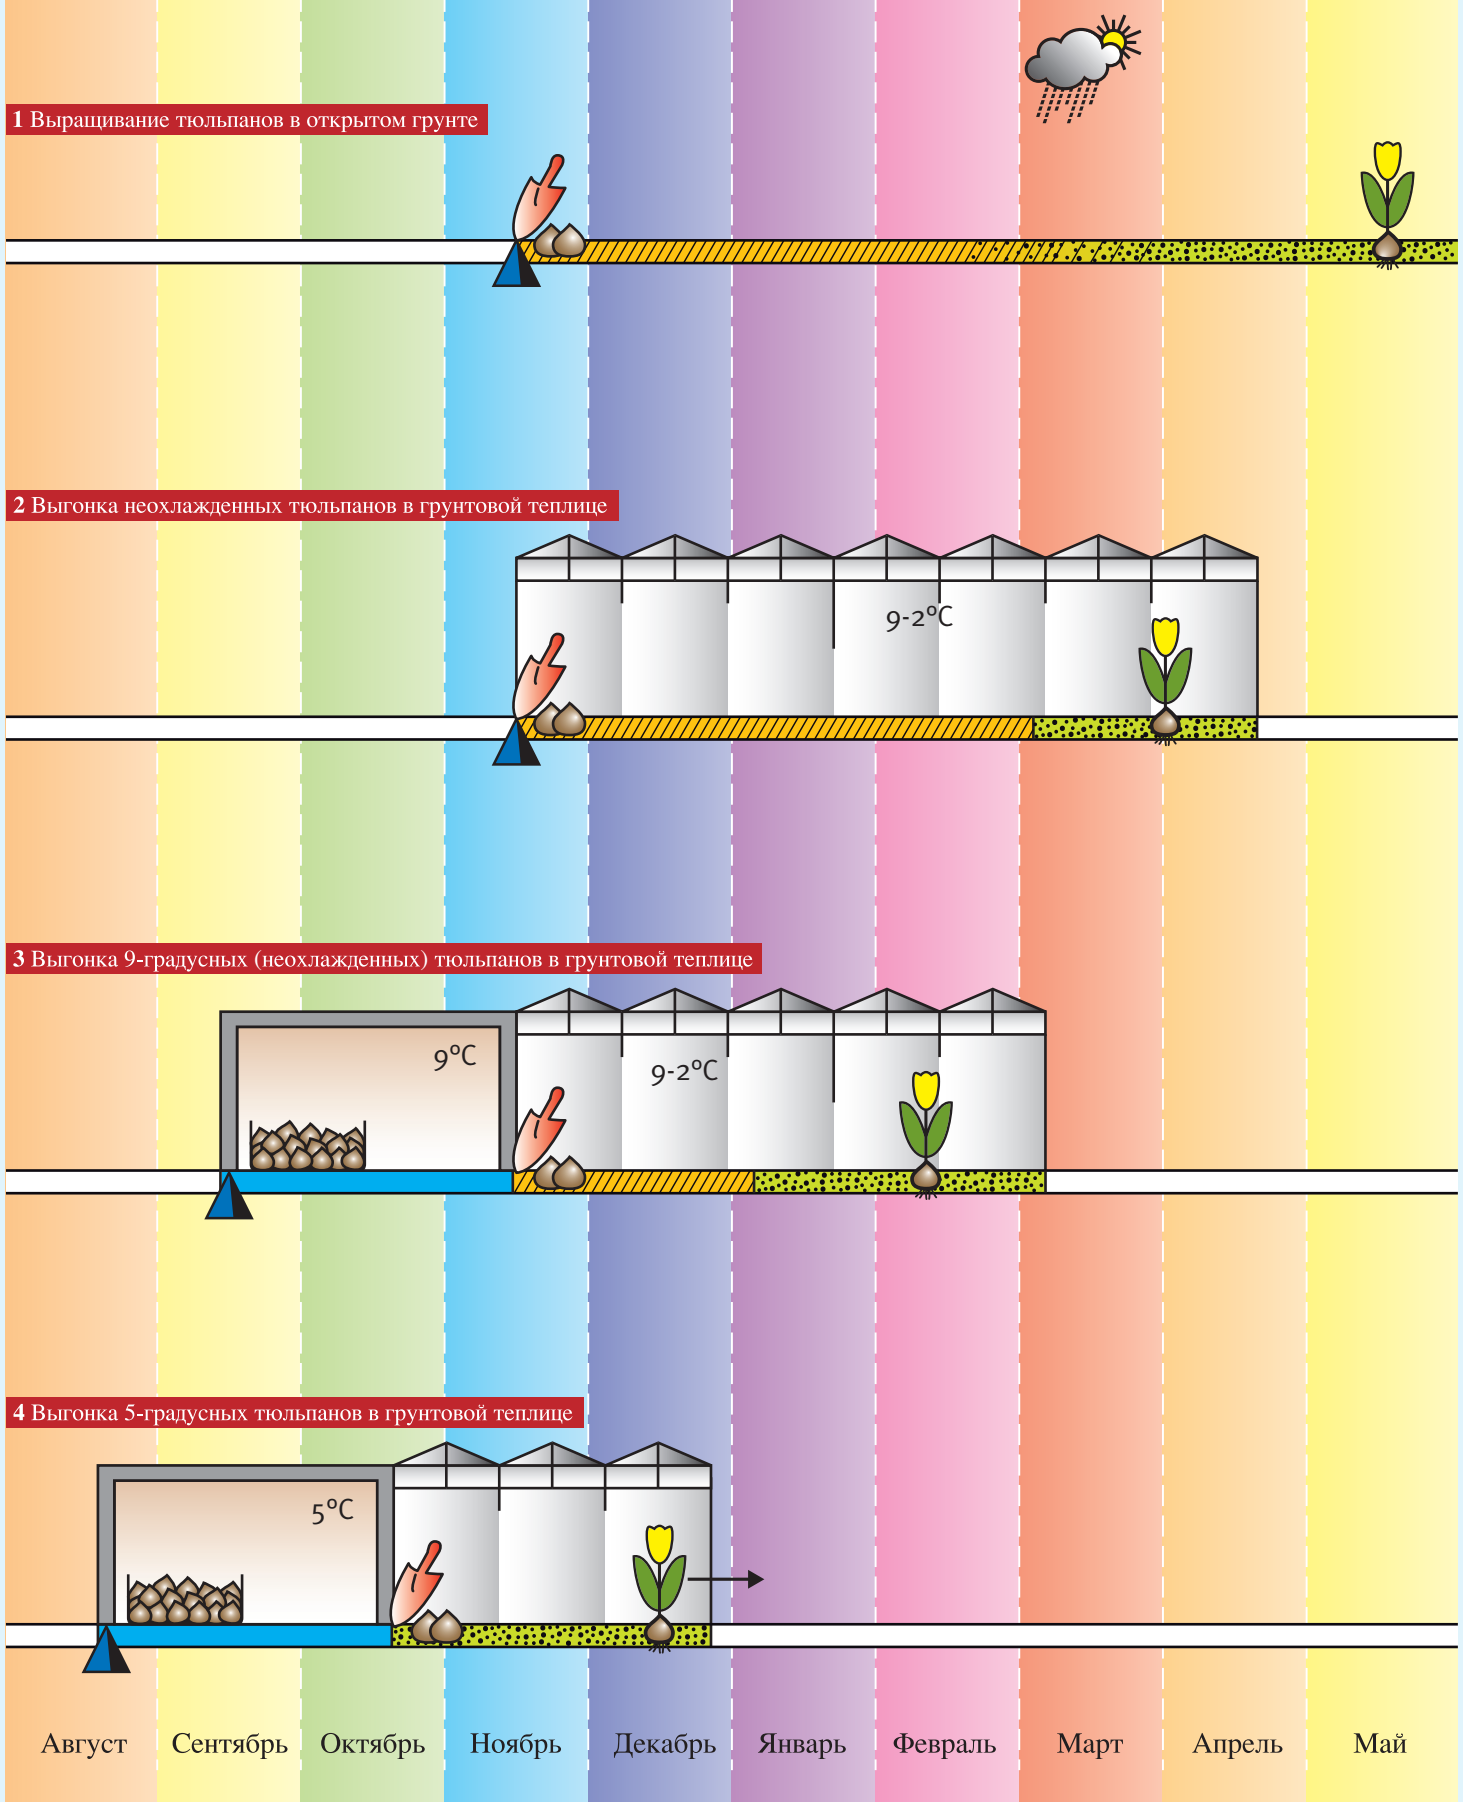 1 Выращивание тюльпанов в открытом грунте
2 Выгонка неохлажденных тюльпанов в грунтовой теплице
9-2°C
3 Выгонка 9-градусных (неохлажденных) тюльпанов в грунтовой теплице
9°C
9-2°C
4 Выгонка 5-градусных тюльпанов в грунтовой теплице
5°C
Август Сентябрь Октябрь Ноябрь Декабрь Январь Февраль Март Апрель Май